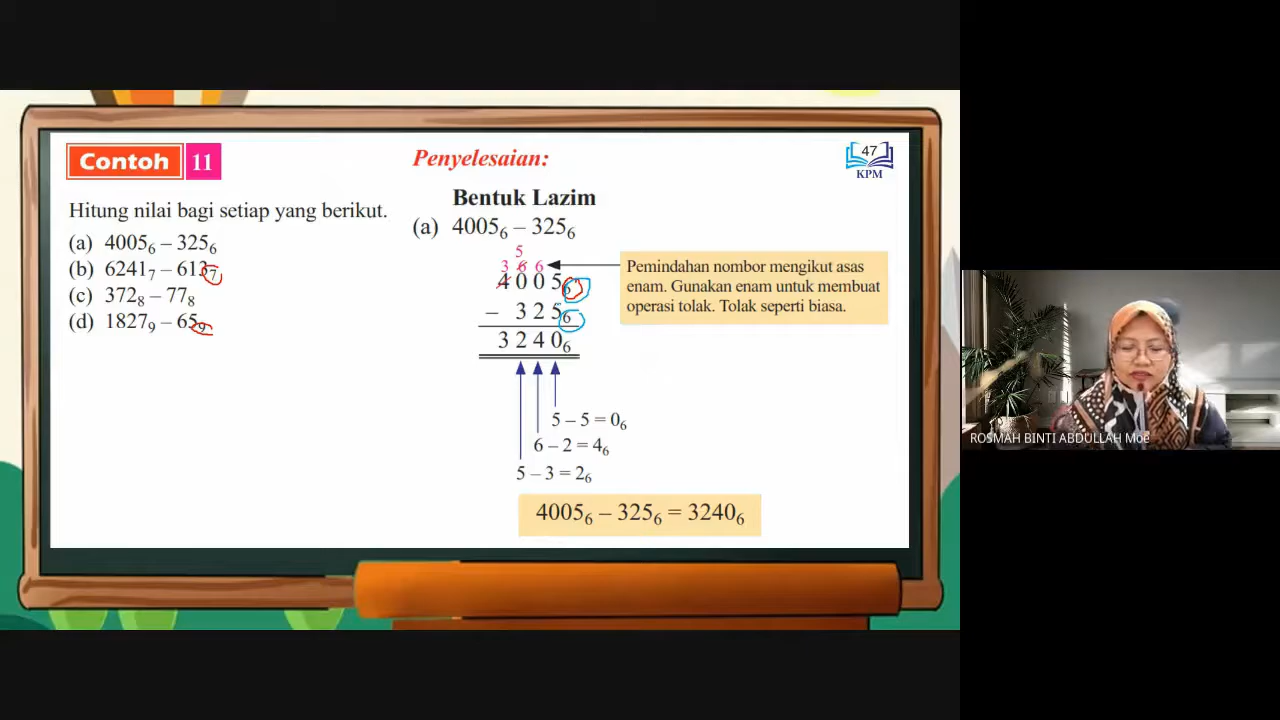 Contoh 11
Hitung nilai bagi setiap yang berikut.
(a) 4005₆ – 325₆
(b) 6241₇ – 613₇
(c) 372₈ – 77₈
(d) 1827₉ – 65₉
Penyelesaian:
47
KPM
Bentuk Lazim
(a) 4005₆ – 325₆
5
3 6 6
4 0 0 5₆
– 3 2 5₆
3 2 4 0₆
Pemindahan nombor mengikut asas
enam. Gunakan enam untuk membuat
operasi tolak. Tolak seperti biasa.
5 – 5 = 0₆
6 – 2 = 4₆
5 – 3 = 2₆
4005₆ – 325₆ = 3240₆
ROSMAH BINTI ABDULLAH Moe